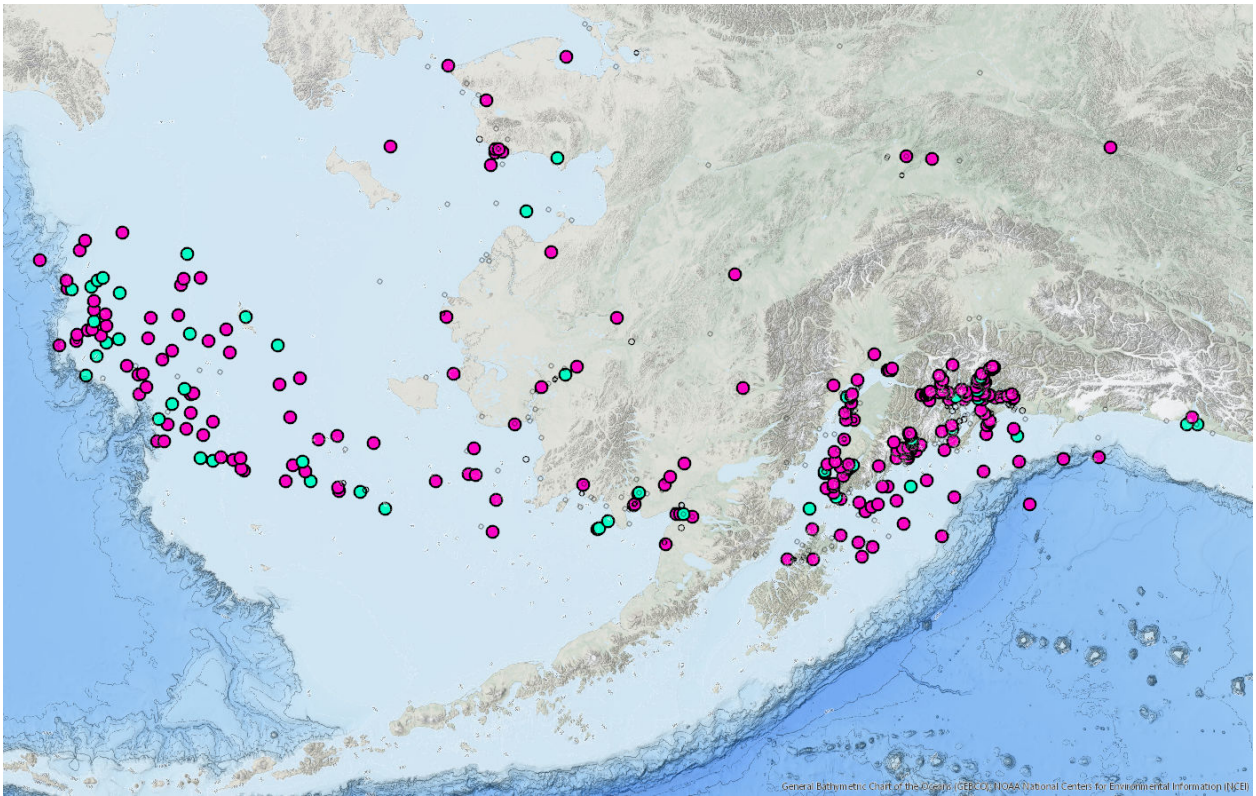 General Bathymetric Chart of the Oceans (GEBCO); NOAA National Centers for Environmental Information (NCEI)